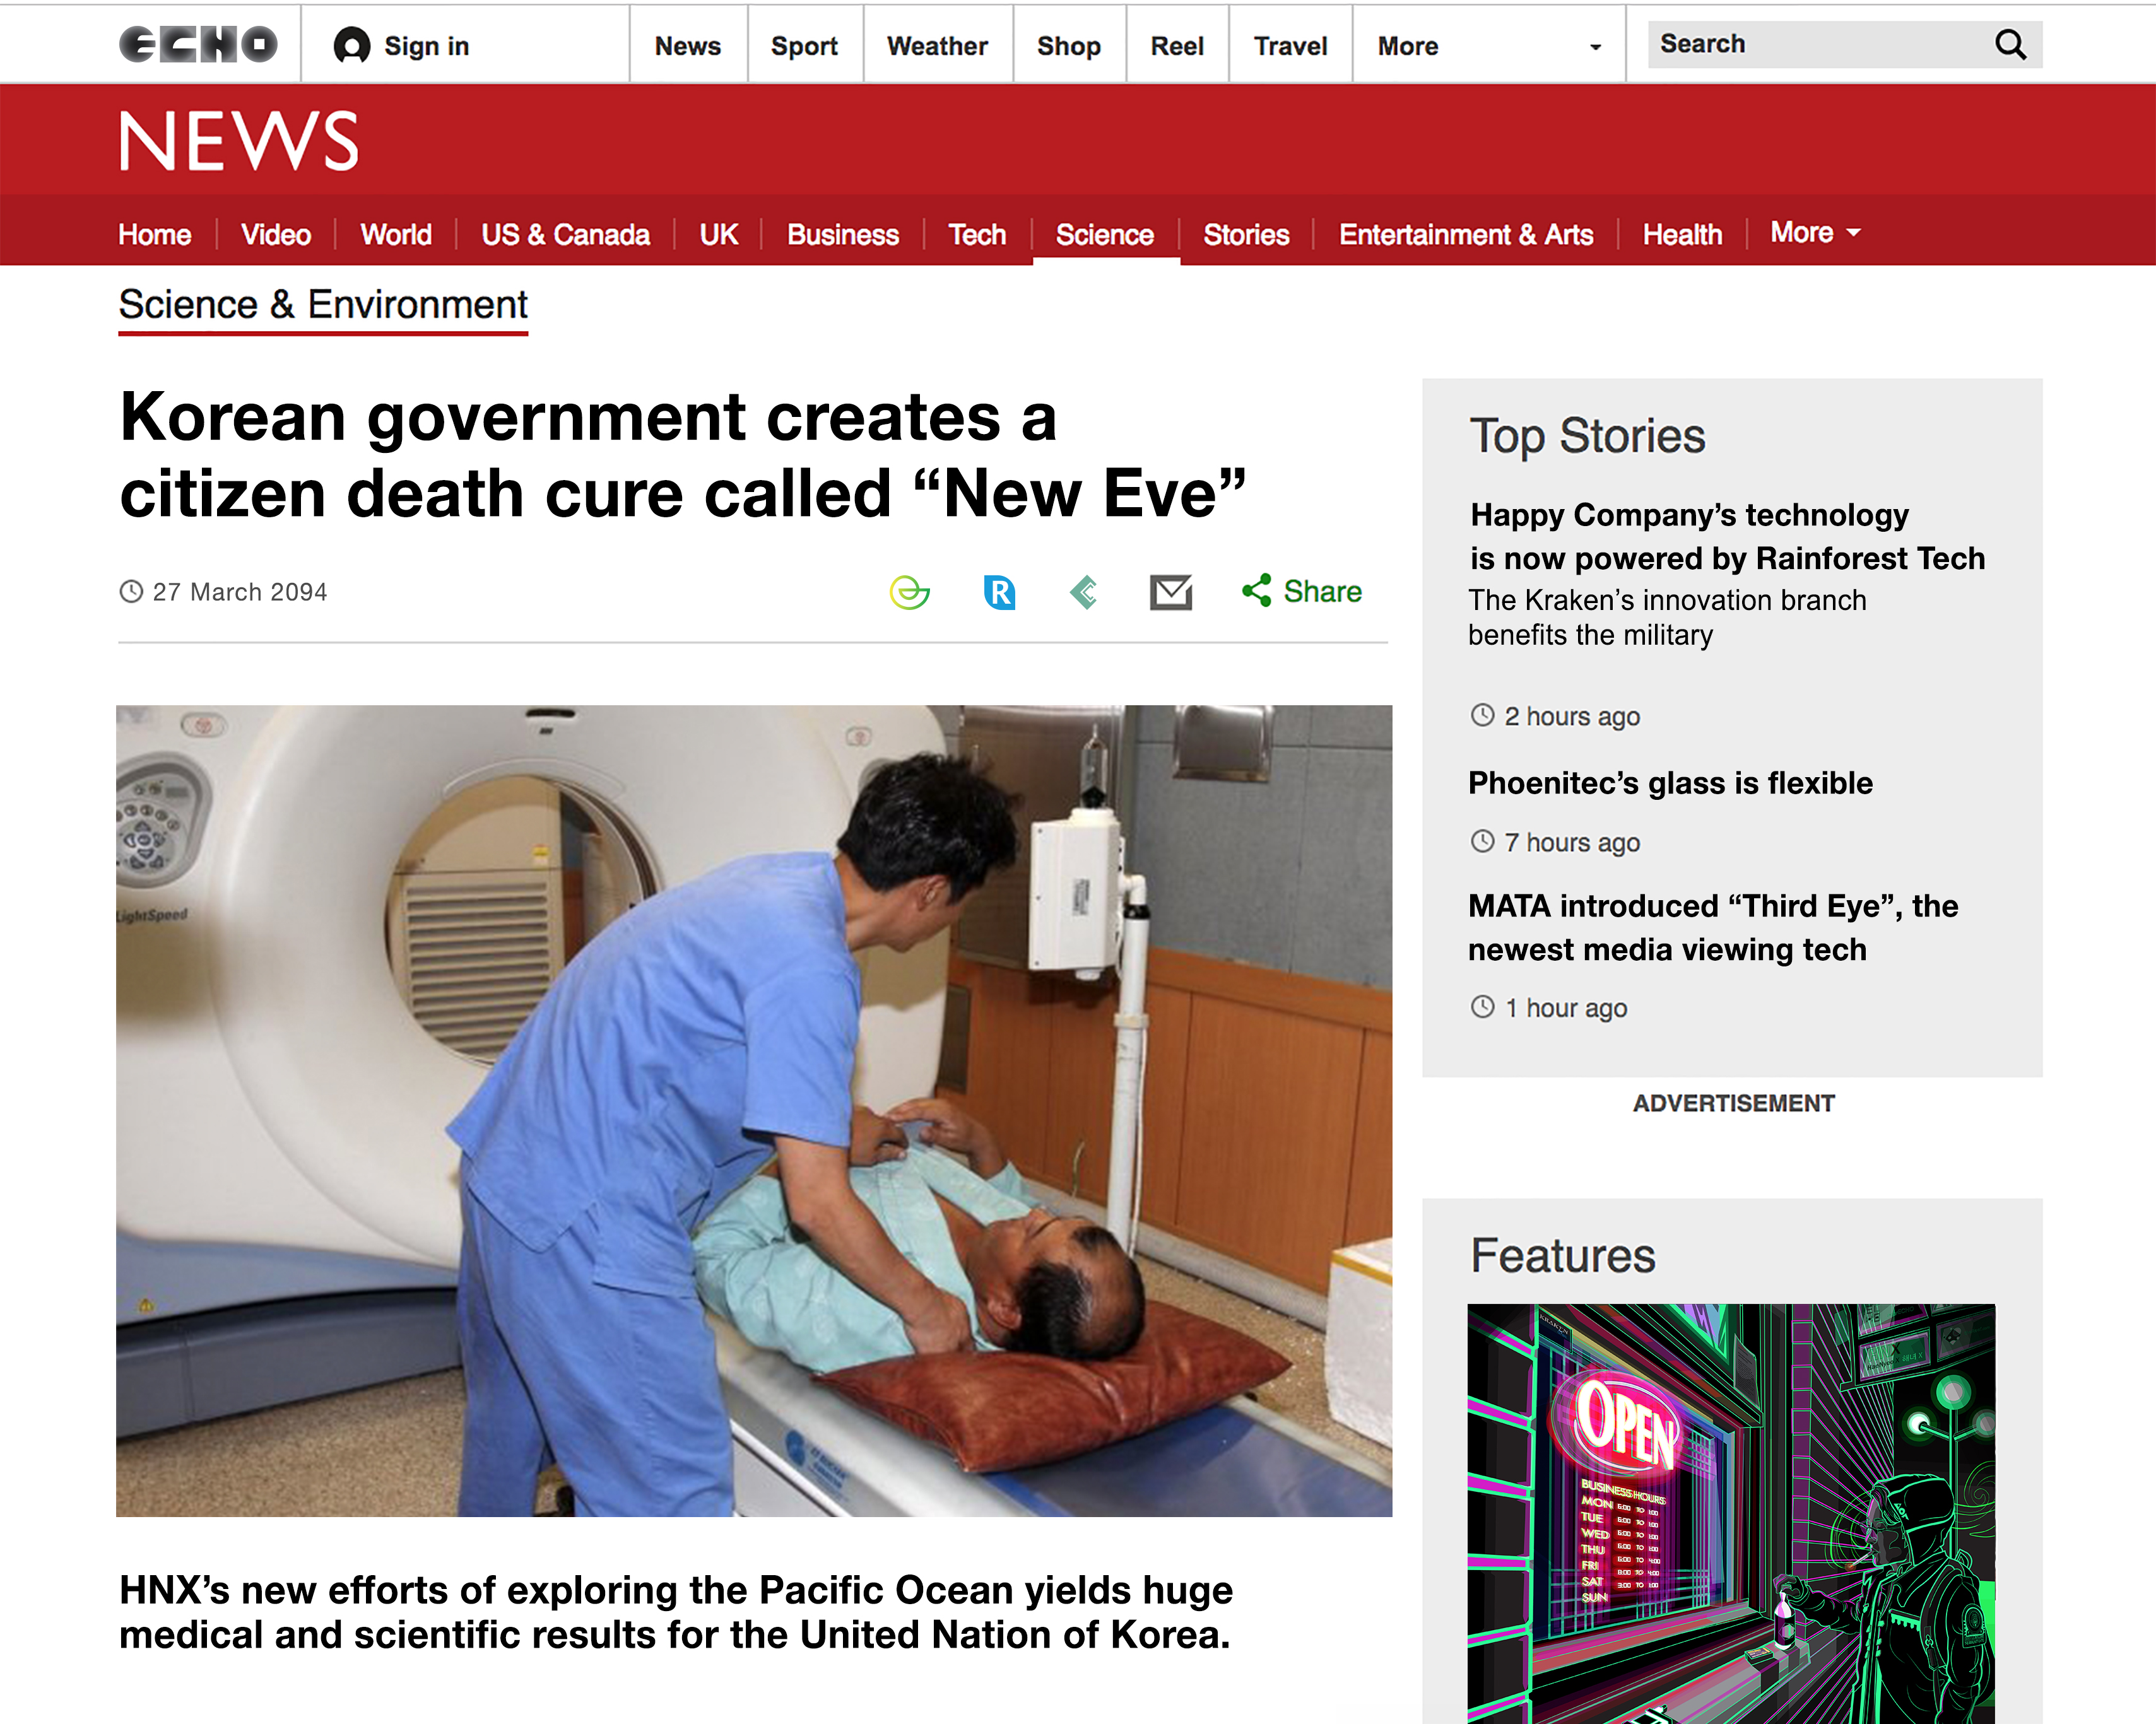 ECHO
Sign in
News
Sport
Weather
Shop
Reel
Travel
More
Search
NEWS
Home
Video
World
US & Canada
UK
Business
Tech
Science
Stories
Entertainment & Arts
Health
More
Science & Environment
Korean government creates a
citizen death cure called “New Eve”
27 March 2094
R
Share
LightSpeed
HNX’s new efforts of exploring the Pacific Ocean yields huge
medical and scientific results for the United Nation of Korea.
Top Stories
Happy Company’s technology
is now powered by Rainforest Tech
The Kraken’s innovation branch
benefits the military
2 hours ago
Phoenitec’s glass is flexible
7 hours ago
MATA introduced “Third Eye”, the
newest media viewing tech
1 hour ago
ADVERTISEMENT
Features
KRAKEN
OPEN
BUSINESS HOURS
MON
TUE
WED
THU
FRI
SAT
SUN